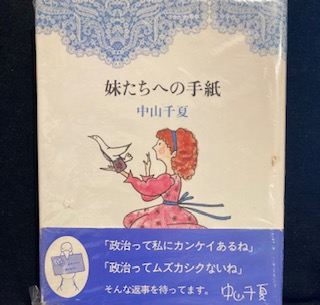 妹たちへの手紙
中山千夏
「政治って私にカンケイあるね」
「政治ってムズカシクないね」
そんな返事を待ってます。
中山千夏